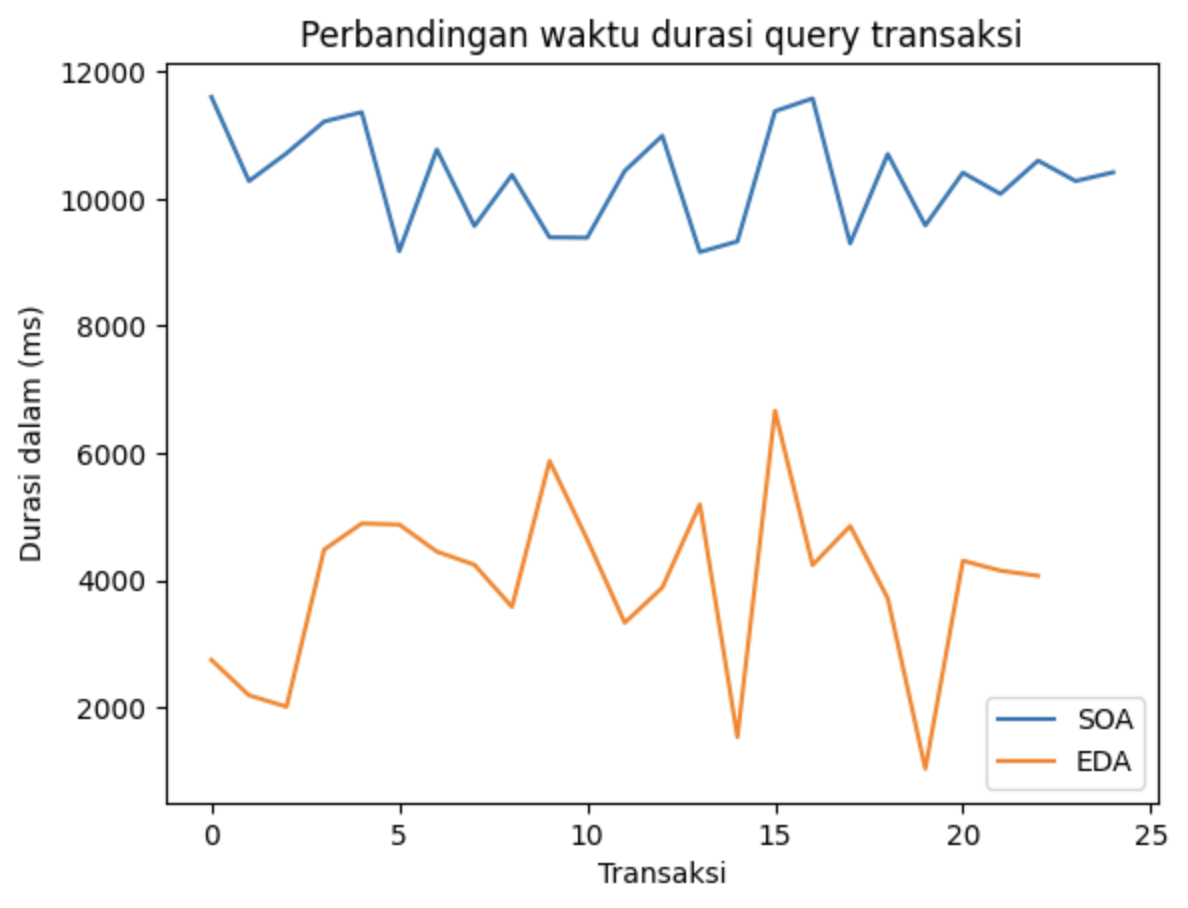 Perbandingan waktu durasi query transaksi
12000
10000
8000
6000
4000
2000
Durasi dalam (ms)
SOA
EDA
0 5 10 15 20 25
Transaksi